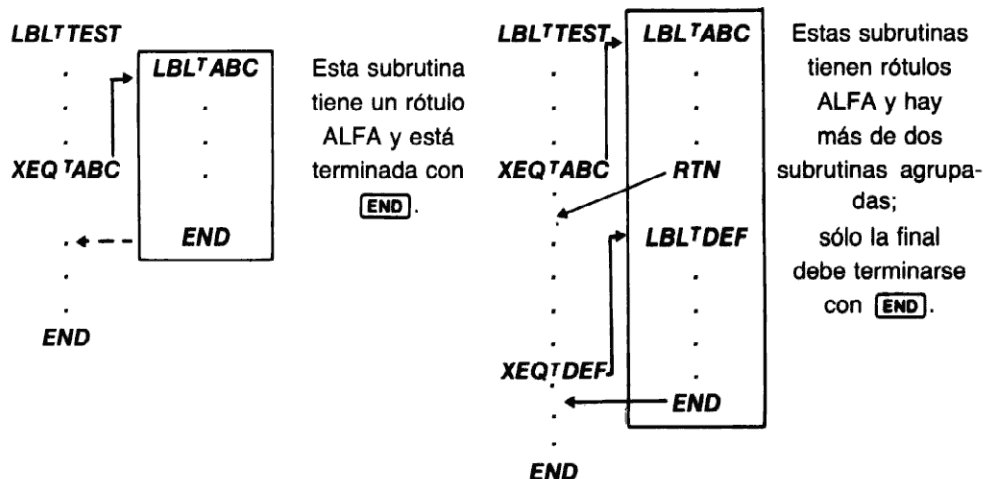 LBLᵀTEST
LBLᵀABC
Esta subrutina
tiene un rótulo
ALFA y está
XEQᵀABC
terminada con
END.
END
END
LBLᵀTEST
LBLᵀABC
Estas subrutinas
tienen rótulos
ALFA y hay
más de dos
XEQᵀABC
RTN
subrutinas agrupa-
das;
LBLᵀDEF
sólo la final
debe terminarse
con END.
XEQᵀDEF
END
END